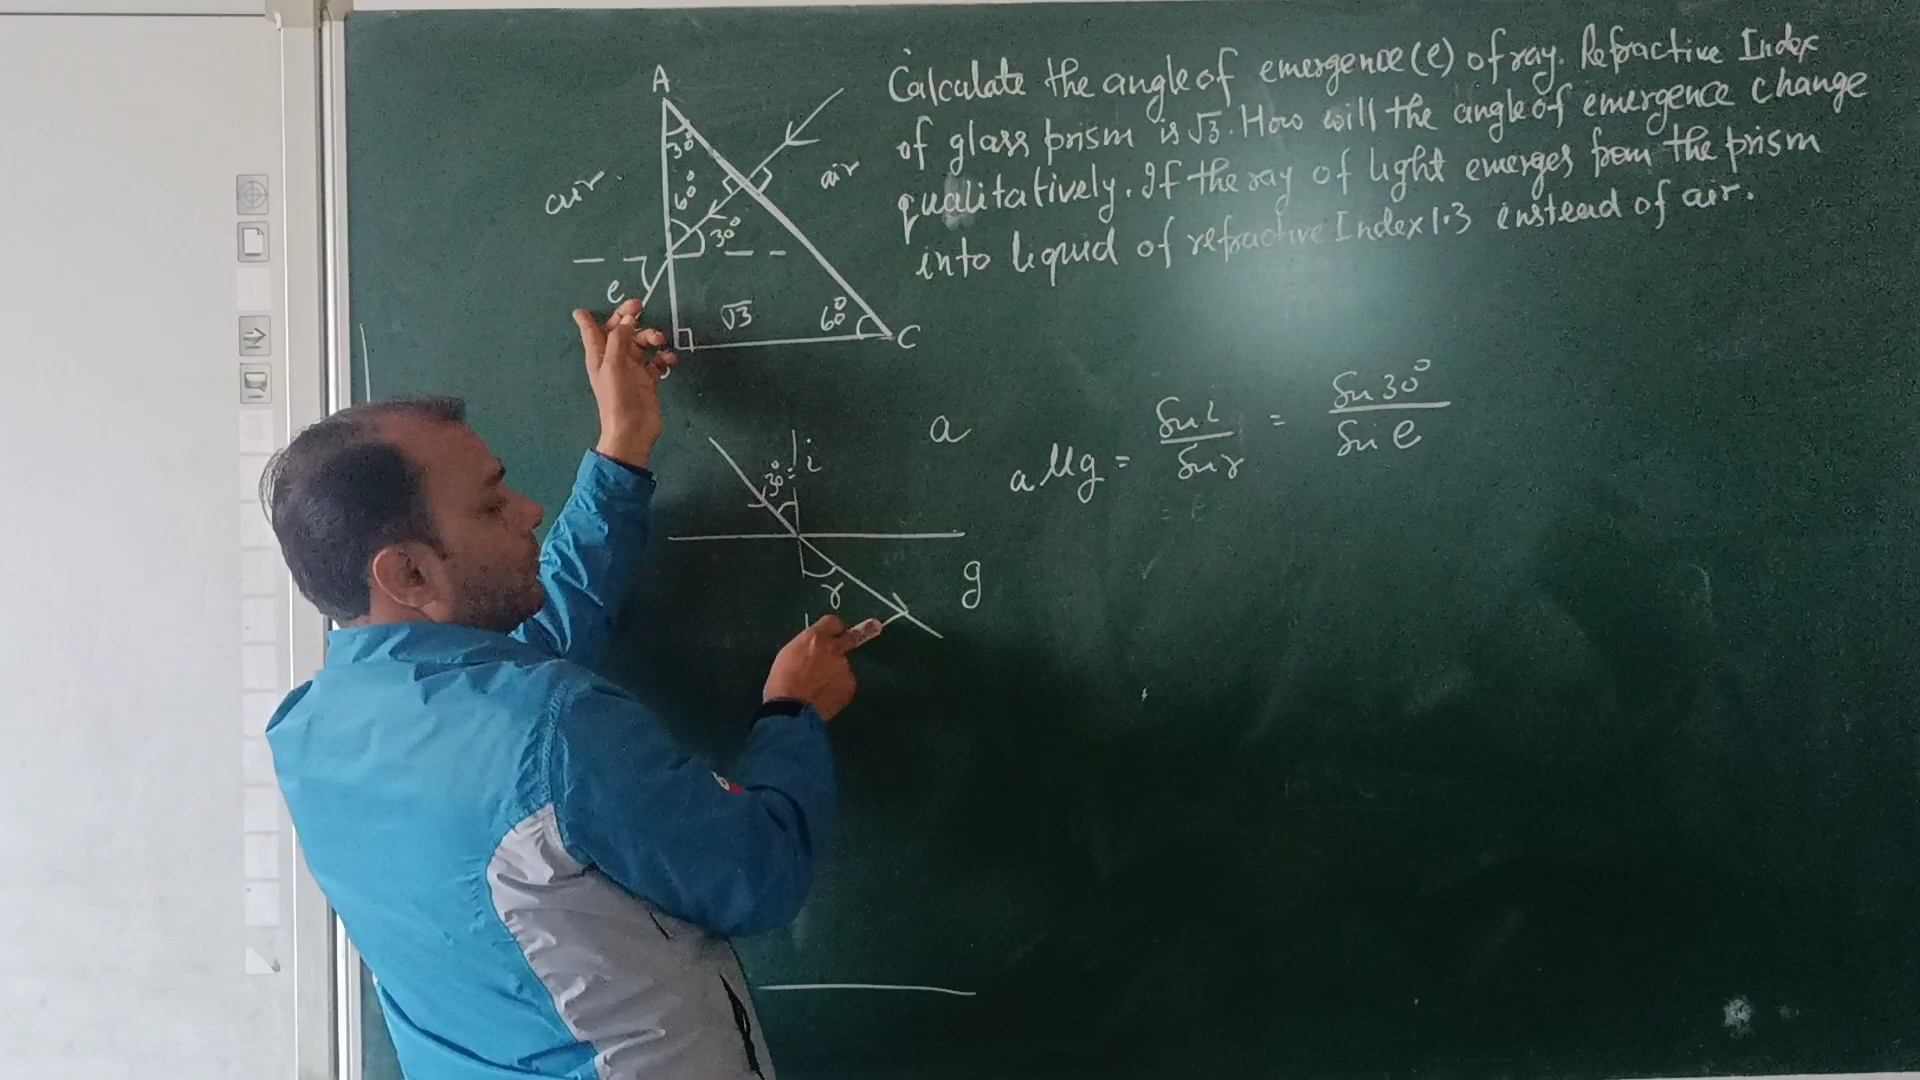 Calculate the angle of emergence (e) of ray. Refractive Index
of glass prism is √3. How will the angle of emergence change
qualitatively. If the ray of light emerges from the prism
into liquid of refractive Index 1.3 instead of air.
A
30°
60°
air
air
30°
e
√3
60°
C
a
30° = i
aμg = Sin i / Sin r = Sin 30° / Sin e
r
g